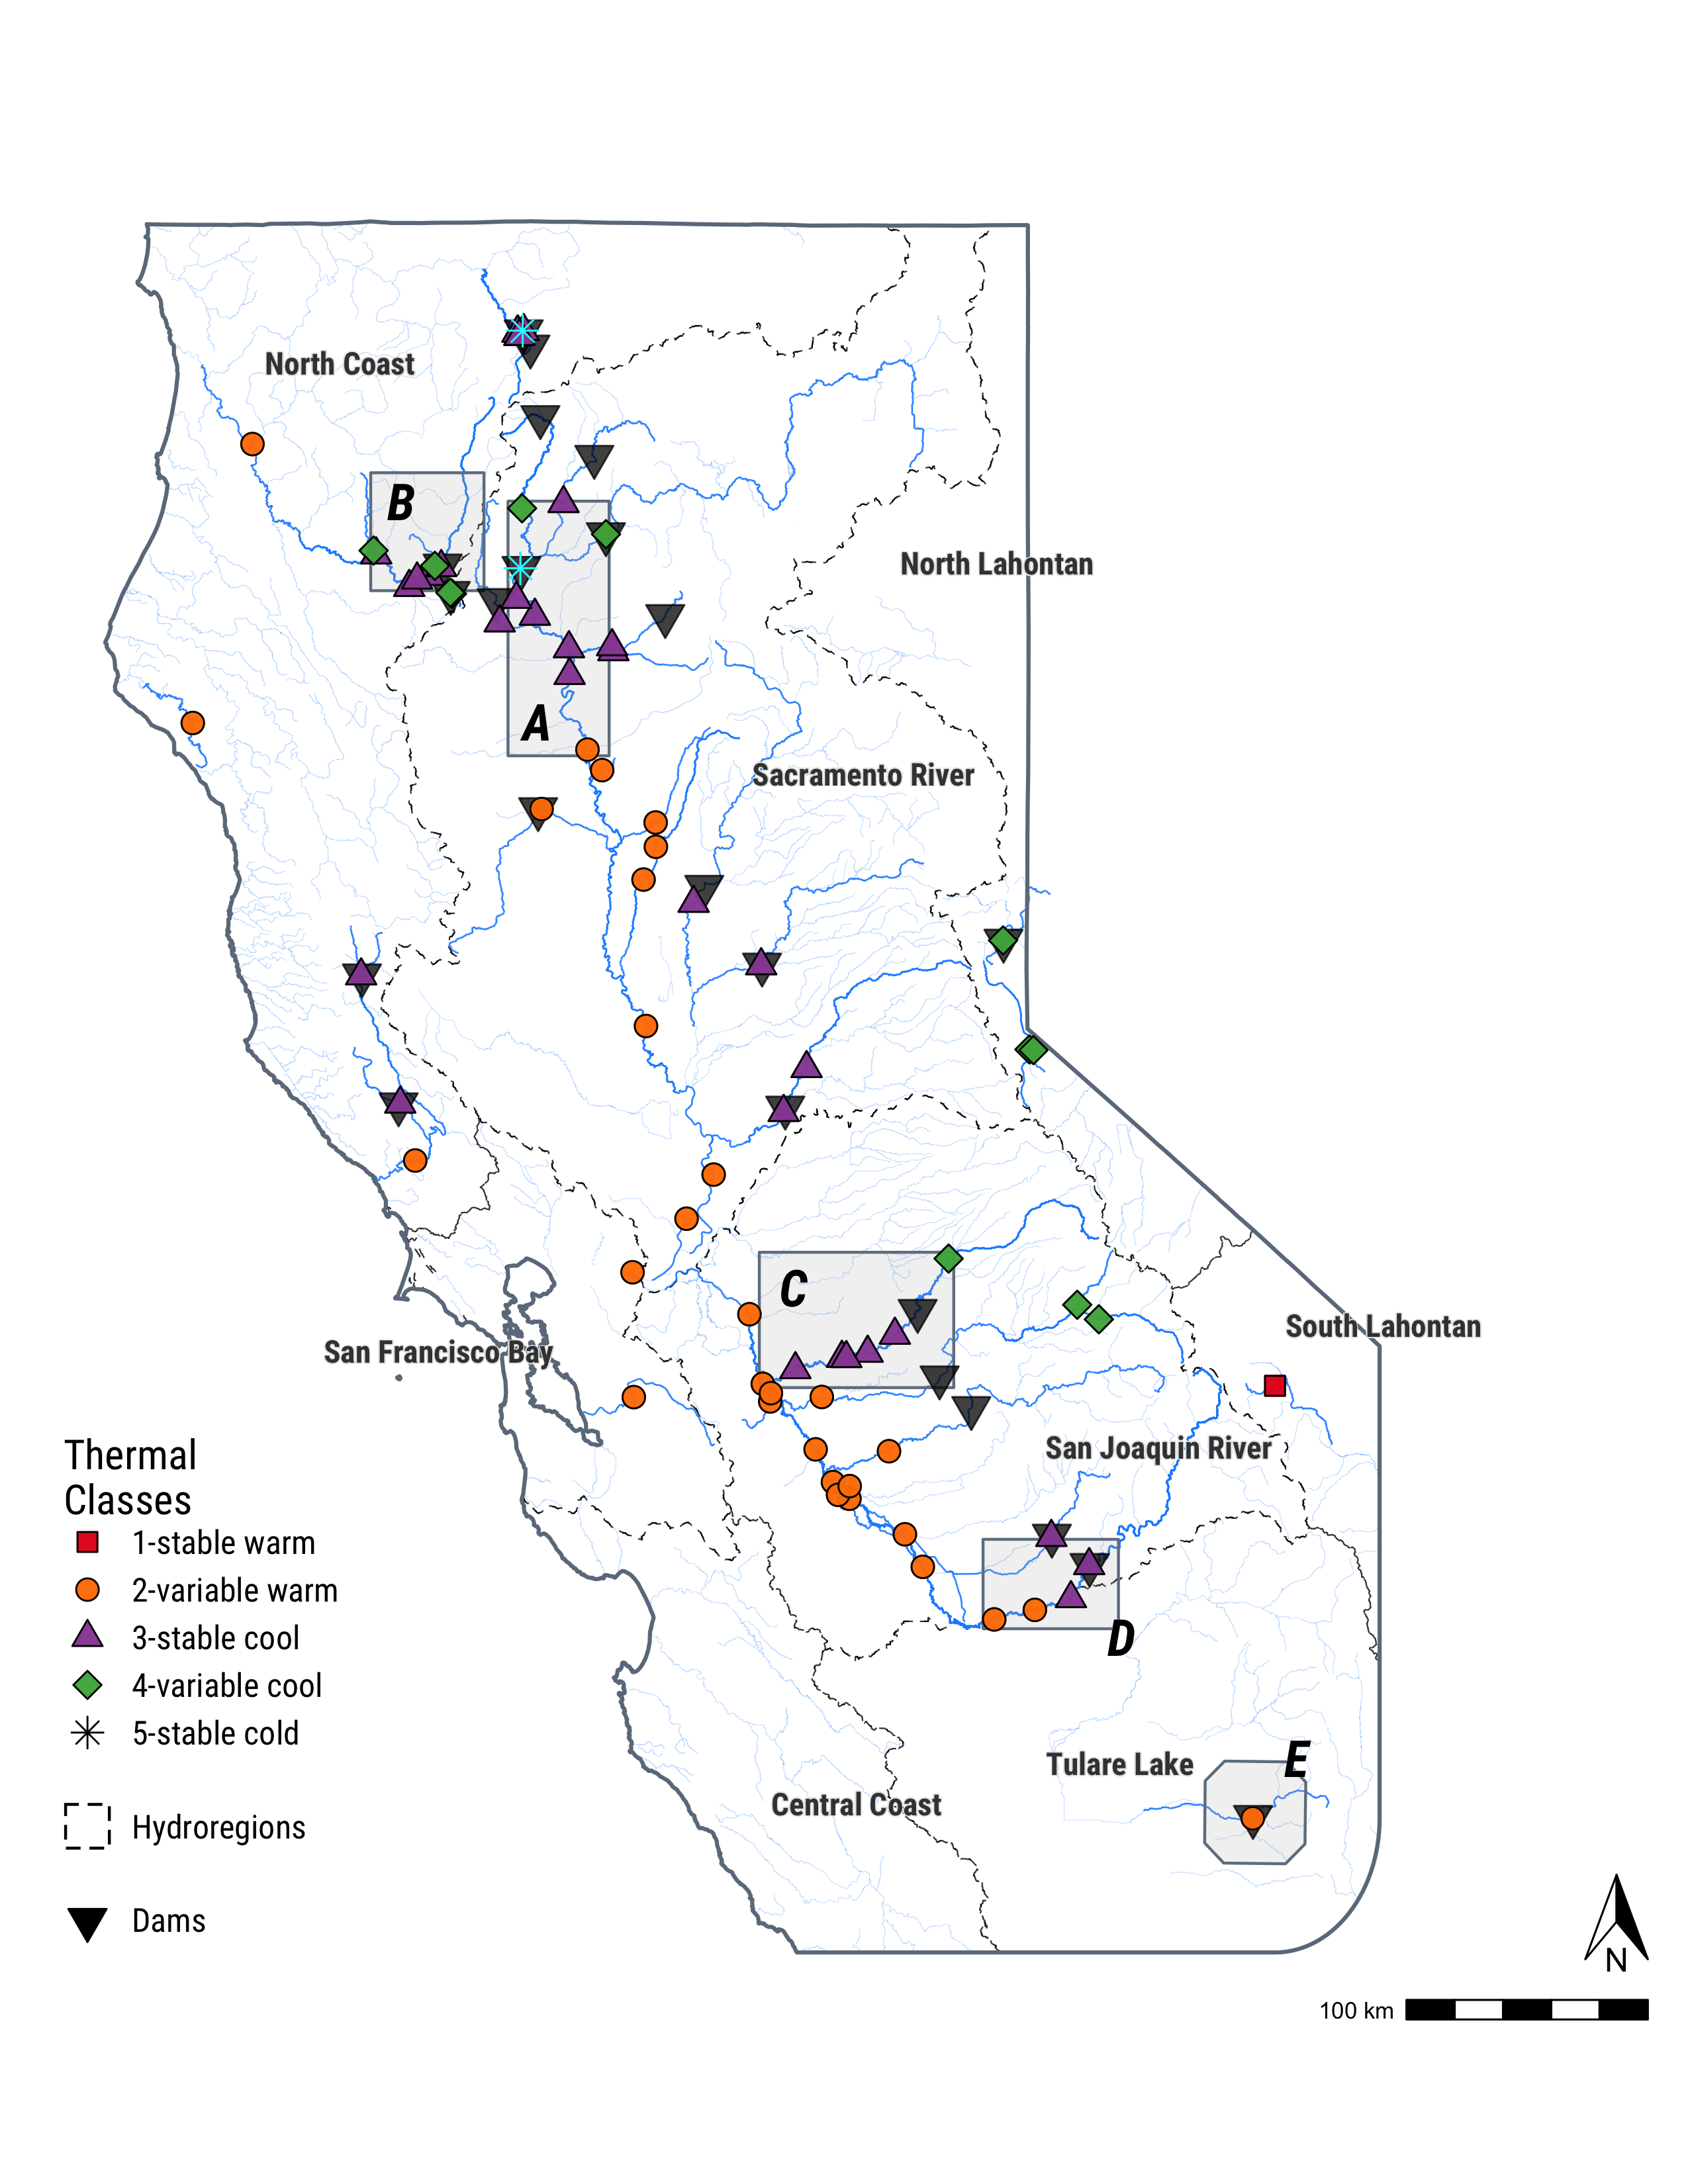 North Coast
B
North Lahontan
A
Sacramento River
C
San Francisco Bay
South Lahontan
San Joaquin River
D
Tulare Lake
E
Central Coast
Thermal
Classes
1-stable warm
2-variable warm
3-stable cool
4-variable cool
5-stable cold
Hydroregions
Dams
N
100 km